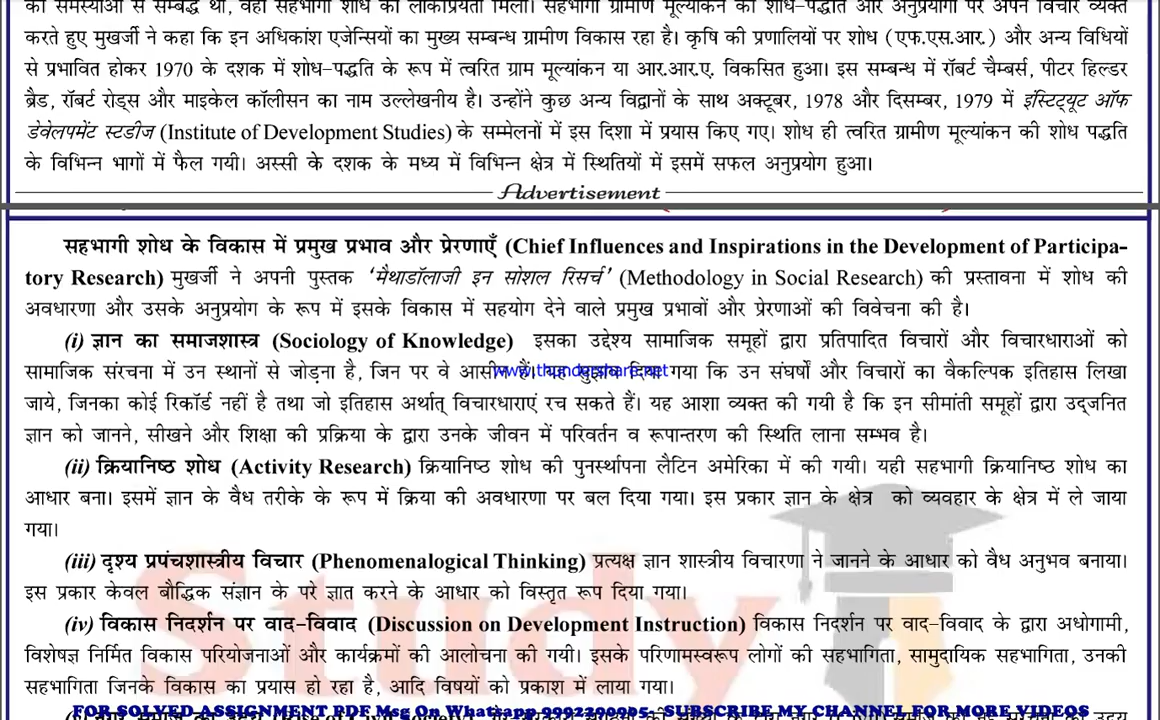 की समस्याओं से सम्बद्ध थी, वहाँ सहभागी शोध को लोकप्रियता मिली। सहभागी ग्रामीण मूल्यांकन की शोध-पद्धति और अनुप्रयोगों पर अपने विचार व्यक्त
करते हुए मुखर्जी ने कहा कि इन अधिकांश एजेन्सियों का मुख्य सम्बन्ध ग्रामीण विकास रहा है। कृषि की प्रणालियों पर शोध (एफ.एस.आर.) और अन्य विधियों
से प्रभावित होकर 1970 के दशक में शोध-पद्धति के रूप में त्वरित ग्राम मूल्यांकन या आर.आर.ए. विकसित हुआ। इस सम्बन्ध में रॉबर्ट चैम्बर्स, पीटर हिल्डर
ब्रैड, रॉबर्ट रोड्स और माइकेल कॉलीसन का नाम उल्लेखनीय है। उन्होंने कुछ अन्य विद्वानों के साथ अक्टूबर, 1978 और दिसम्बर, 1979 में इंस्टिट्यूट ऑफ
डेवेलपमेंट स्टडीज (Institute of Development Studies) के सम्मेलनों में इस दिशा में प्रयास किए गए। शोध ही त्वरित ग्रामीण मूल्यांकन की शोध पद्धति
के विभिन्न भागों में फैल गयी। अस्सी के दशक के मध्य में विभिन्न क्षेत्र में स्थितियों में इसमें सफल अनुप्रयोग हुआ।
Advertisement
सहभागी शोध के विकास में प्रमुख प्रभाव और प्रेरणाएँ (Chief Influences and Inspirations in the Development of Participa-
tory Research) मुखर्जी ने अपनी पुस्तक ‘मैथाडॉलाजी इन सोशल रिसर्च’ (Methodology in Social Research) की प्रस्तावना में शोध की
अवधारणा और उसके अनुप्रयोग के रूप में इसके विकास में सहयोग देने वाले प्रमुख प्रभावों और प्रेरणाओं की विवेचना की है।
(i) ज्ञान का समाजशास्त्र (Sociology of Knowledge) इसका उद्देश्य सामाजिक समूहों द्वारा प्रतिपादित विचारों और विचारधाराओं को
सामाजिक संरचना में उन स्थानों से जोड़ना है, जिन पर वे आसीन हैं। यह सुझाव दिया गया कि उन संघर्षों और विचारों का वैकल्पिक इतिहास लिखा
www.thundershare.net
जाये, जिनका कोई रिकॉर्ड नहीं है तथा जो इतिहास अर्थात् विचारधाराएं रच सकते हैं। यह आशा व्यक्त की गयी है कि इन सीमांती समूहों द्वारा उद्जनित
ज्ञान को जानने, सीखने और शिक्षा की प्रक्रिया के द्वारा उनके जीवन में परिवर्तन व रूपान्तरण की स्थिति लाना सम्भव है।
(ii) क्रियानिष्ठ शोध (Activity Research) क्रियानिष्ठ शोध की पुनर्स्थापना लैटिन अमेरिका में की गयी। यही सहभागी क्रियानिष्ठ शोध का
आधार बना। इसमें ज्ञान के वैध तरीके के रूप में क्रिया की अवधारणा पर बल दिया गया। इस प्रकार ज्ञान के क्षेत्र को व्यवहार के क्षेत्र में ले जाया
गया।
(iii) दृश्य प्रपंचशास्त्रीय विचार (Phenomenalogical Thinking) प्रत्यक्ष ज्ञान शास्त्रीय विचारणा ने जानने के आधार को वैध अनुभव बनाया।
इस प्रकार केवल बौद्धिक संज्ञान के परे ज्ञात करने के आधार को विस्तृत रूप दिया गया।
(iv) विकास निदर्शन पर वाद-विवाद (Discussion on Development Instruction) विकास निदर्शन पर वाद-विवाद के द्वारा अधोगामी,
विशेषज्ञ निर्मित विकास परियोजनाओं और कार्यक्रमों की आलोचना की गयी। इसके परिणामस्वरूप लोगों की सहभागिता, सामुदायिक सहभागिता, उनकी
सहभागिता जिनके विकास का प्रयास हो रहा है, आदि विषयों को प्रकाश में लाया गया।
FOR SOLVED ASSIGNMENT PDF Msg On Whatsapp 9992200905- SUBSCRIBE MY CHANNEL FOR MORE VIDEOS
Study